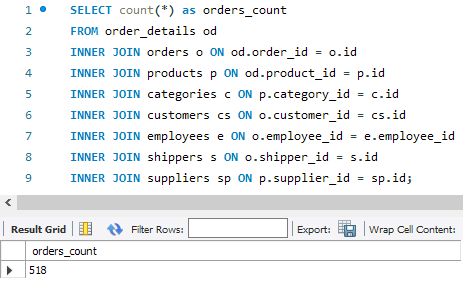 1 SELECT count(*) as orders_count
2 FROM order_details od
3 INNER JOIN orders o ON od.order_id = o.id
4 INNER JOIN products p ON od.product_id = p.id
5 INNER JOIN categories c ON p.category_id = c.id
6 INNER JOIN customers cs ON o.customer_id = cs.id
7 INNER JOIN employees e ON o.employee_id = e.employee_id
8 INNER JOIN shippers s ON o.shipper_id = s.id
9 INNER JOIN suppliers sp ON p.supplier_id = sp.id;
Result Grid Filter Rows: Export: Wrap Cell Content:
orders_count
518